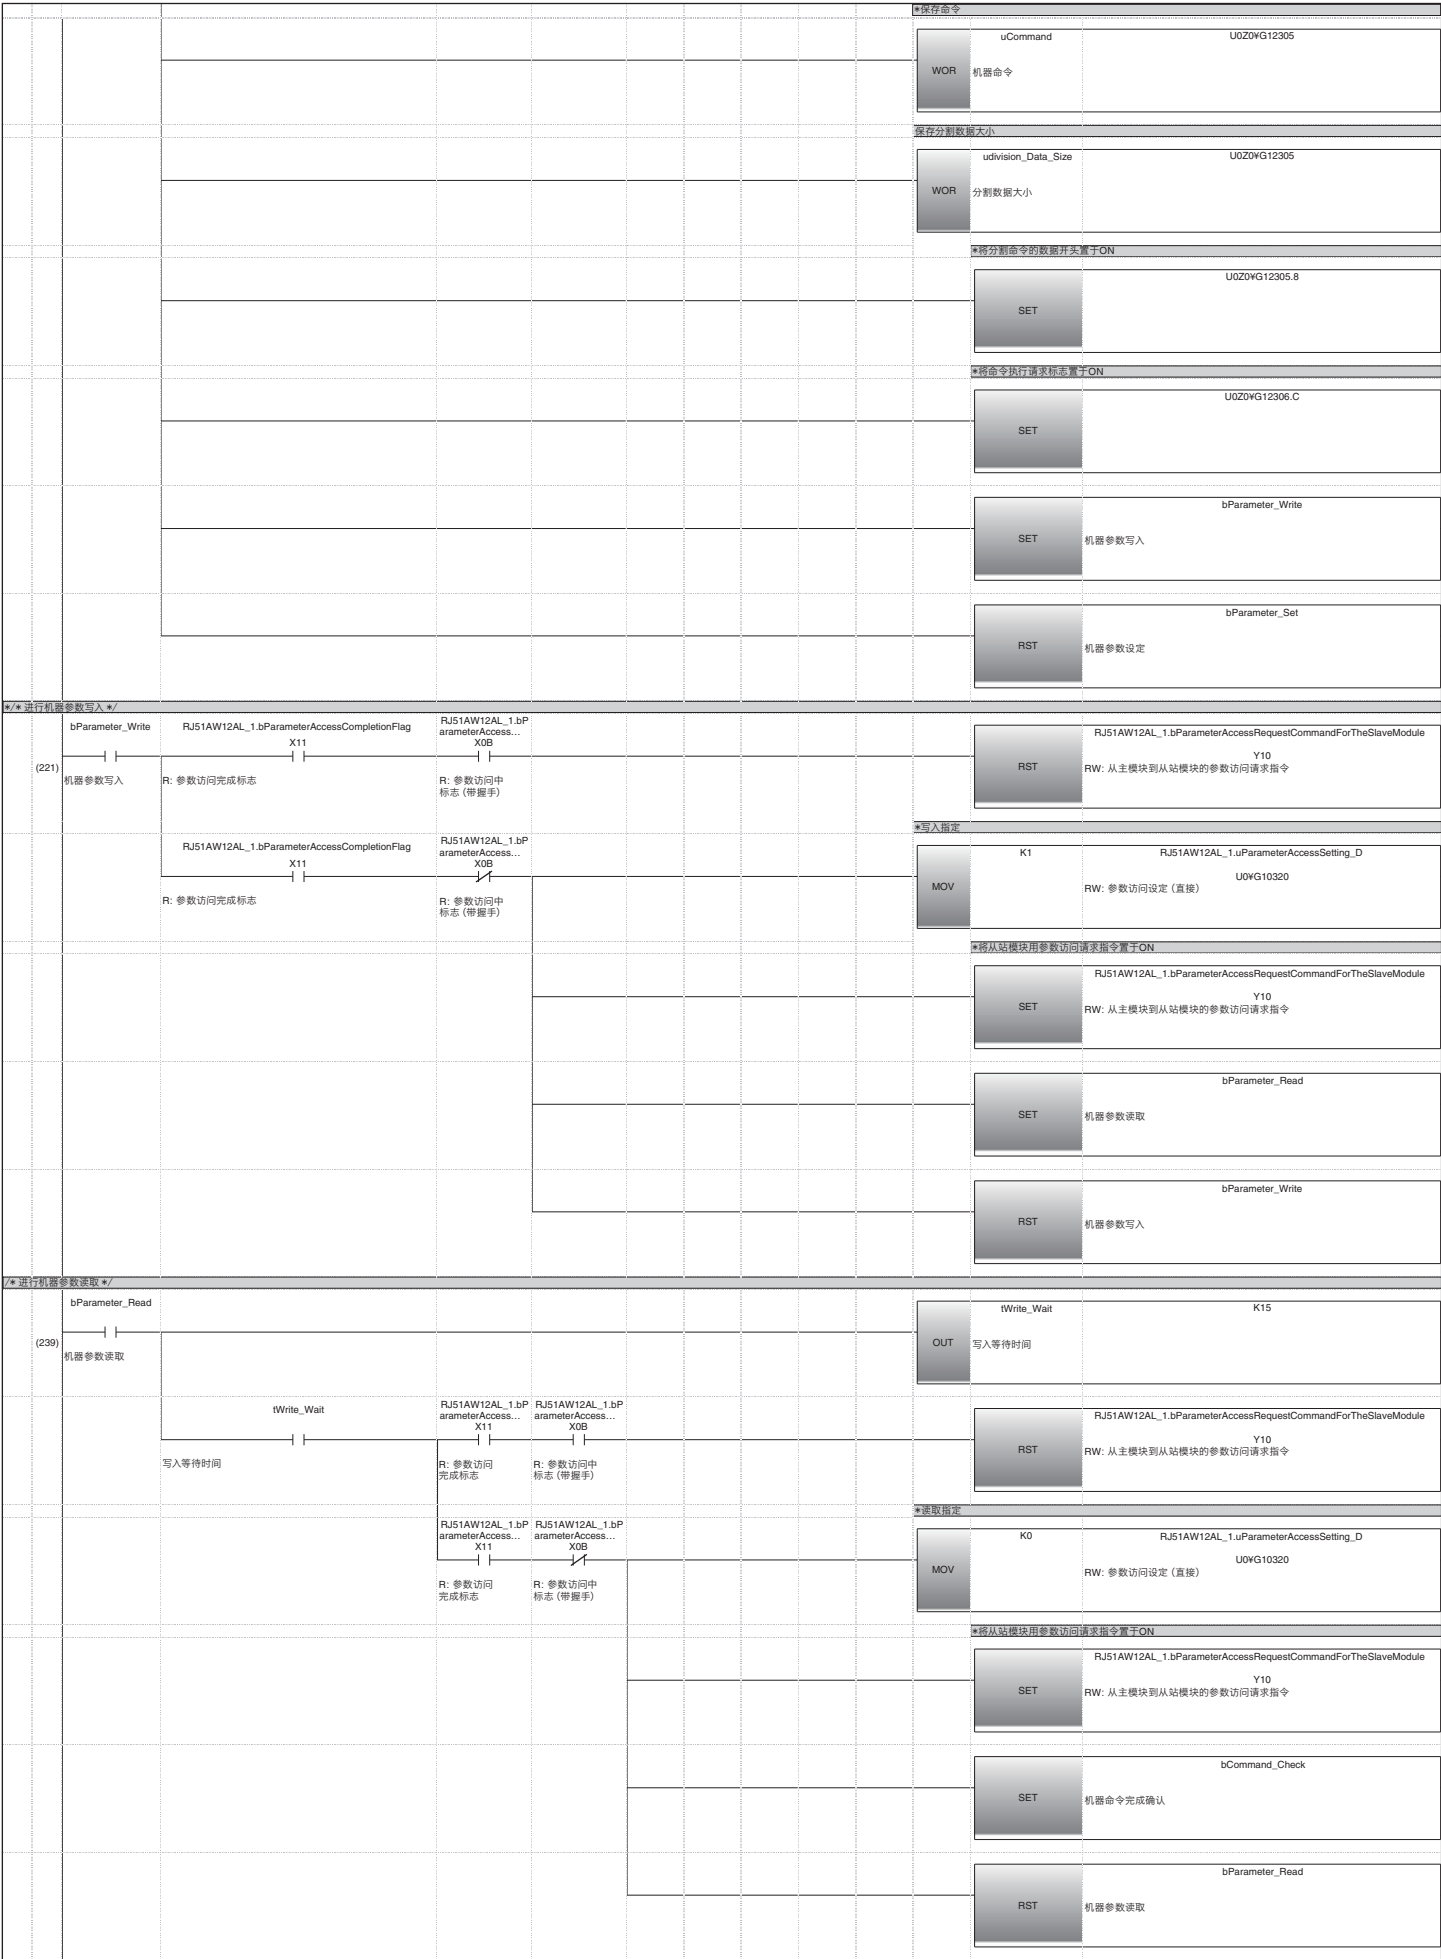 *保存命令
uCommand
U0Z0¥G12305
WOR
机器命令
保存分割数据大小
udivision_Data_Size
U0Z0¥G12305
WOR
分割数据大小
*将分割命令的数据开头置于ON
U0Z0¥G12305.8
SET
*将命令执行请求标志置于ON
U0Z0¥G12306.C
SET
bParameter_Write
SET
机器参数写入
bParameter_Set
RST
机器参数设定
*/* 进行机器参数写入 */
bParameter_Write
RJ51AW12AL_1.bParameterAccessCompletionFlag
X11
RJ51AW12AL_1.bP
arameterAccess...
X0B
RJ51AW12AL_1.bParameterAccessRequestCommandForTheSlaveModule
Y10
(221)
机器参数写入
R: 参数访问完成标志
R: 参数访问中
标志 (带握手)
RST
RW: 从主模块到从站模块的参数访问请求指令
*写入指定
RJ51AW12AL_1.bParameterAccessCompletionFlag
X11
RJ51AW12AL_1.bP
arameterAccess...
X0B
K1
RJ51AW12AL_1.uParameterAccessSetting_D
U0¥G10320
R: 参数访问完成标志
R: 参数访问中
标志 (带握手)
MOV
RW: 参数访问设定 (直接)
*将从站模块用参数访问请求指令置于ON
RJ51AW12AL_1.bParameterAccessRequestCommandForTheSlaveModule
Y10
SET
RW: 从主模块到从站模块的参数访问请求指令
bParameter_Read
SET
机器参数读取
bParameter_Write
RST
机器参数写入
/* 进行机器参数读取 */
bParameter_Read
tWrite_Wait
K15
(239)
机器参数读取
OUT
写入等待时间
tWrite_Wait
RJ51AW12AL_1.bP
arameterAccess...
X11
RJ51AW12AL_1.bP
arameterAccess...
X0B
RJ51AW12AL_1.bParameterAccessRequestCommandForTheSlaveModule
Y10
写入等待时间
R: 参数访问
完成标志
R: 参数访问中
标志 (带握手)
RST
RW: 从主模块到从站模块的参数访问请求指令
*读取指定
RJ51AW12AL_1.bP
arameterAccess...
X11
RJ51AW12AL_1.bP
arameterAccess...
X0B
K0
RJ51AW12AL_1.uParameterAccessSetting_D
U0¥G10320
R: 参数访问
完成标志
R: 参数访问中
标志 (带握手)
MOV
RW: 参数访问设定 (直接)
*将从站模块用参数访问请求指令置于ON
RJ51AW12AL_1.bParameterAccessRequestCommandForTheSlaveModule
Y10
SET
RW: 从主模块到从站模块的参数访问请求指令
bCommand_Check
SET
机器命令完成确认
bParameter_Read
RST
机器参数读取